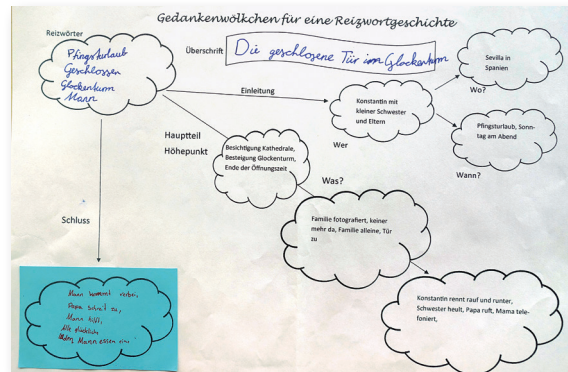 Gedankenwölkchen für eine Reizwortgeschichte
Reizwörter
Pfingsturlaub
Geschlossen
Glockenturm
Mann
Überschrift
Die geschlossene Tür im Glockenturm
Einleitung
Konstantin mit
kleiner Schwester
und Eltern
Wer
Sevilla in
Spanien
Wo?
Pfingsturlaub, Sonn-
tag am Abend
Wann?
Hauptteil
Höhepunkt
Besichtigung Kathedrale,
Besteigung Glockenturm,
Ende der Öffnungszeit
Was?
Familie fotografiert, keiner
mehr da, Familie alleine, Tür
zu
Konstantin rennt rauf und runter,
Schwester heult, Papa ruft, Mama tele-
foniert,
Schluss
Mann kommt vorbei,
Papa schreit zu,
Mann hilft,
Alle glücklich
Mann essen ein